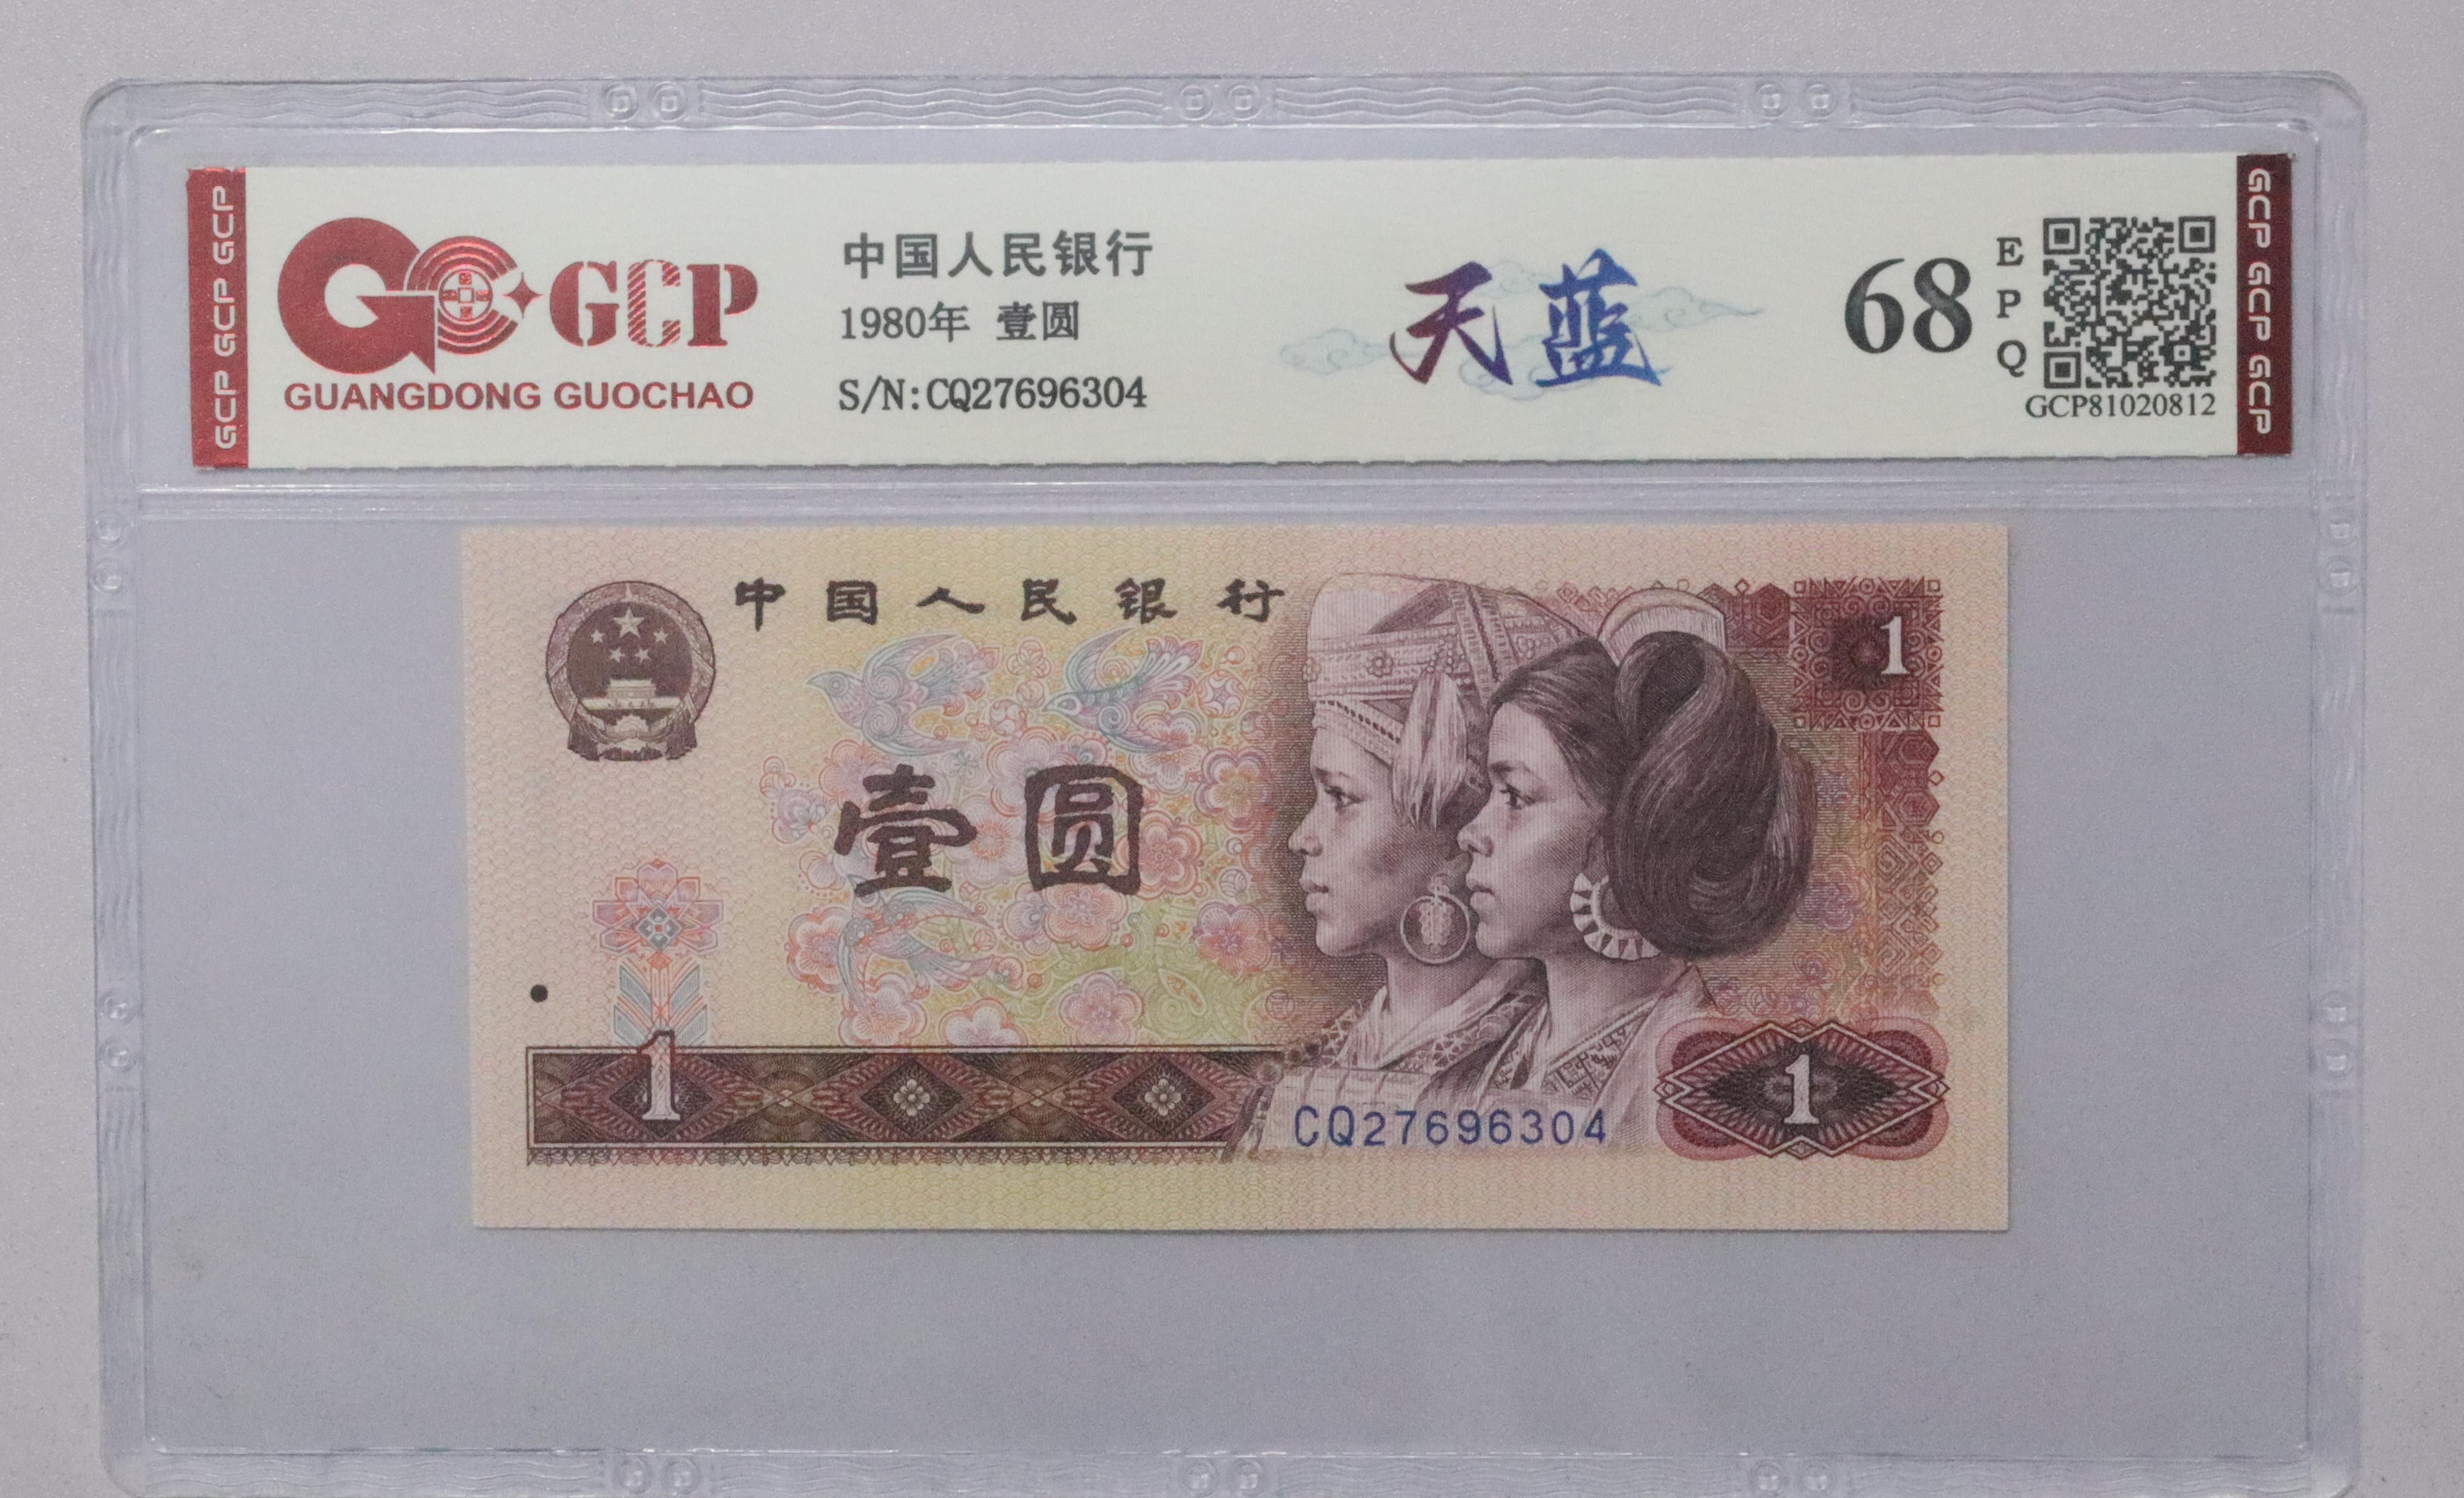 GCP GCP GCP
GCP
GUANGDONG GUOCHAO
中国人民银行
1980年 壹圆
S/N:CQ27696304
天蓝
68
EPQ
GCP81020812
GCP GCP GCP
中国人民银行
1
壹圆
1
CQ27696304
1